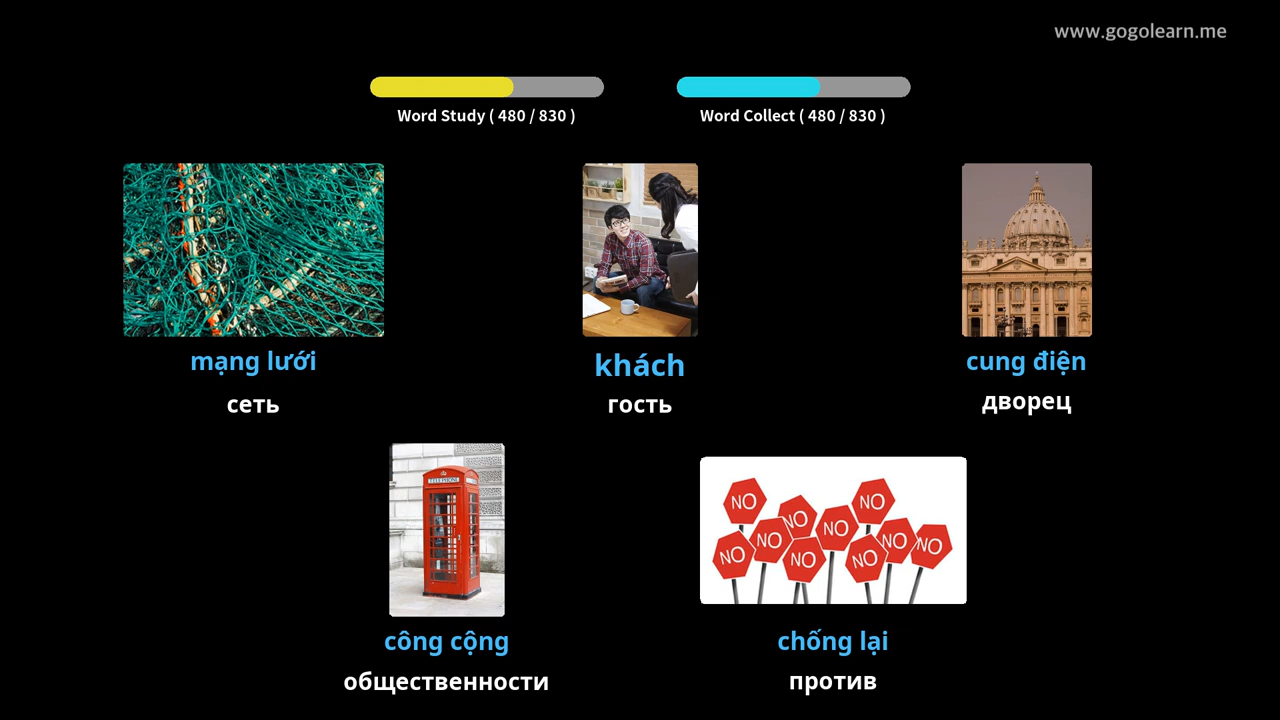 www.gogolearn.me
Word Study ( 480 / 830 )
Word Collect ( 480 / 830 )
mạng lưới
khách
cung điện
сеть
гость
дворец
TELEPHONE
NO
NO
NO
NO
NO
NO
NO
NO
NO
NO
công cộng
chống lại
общественности
против